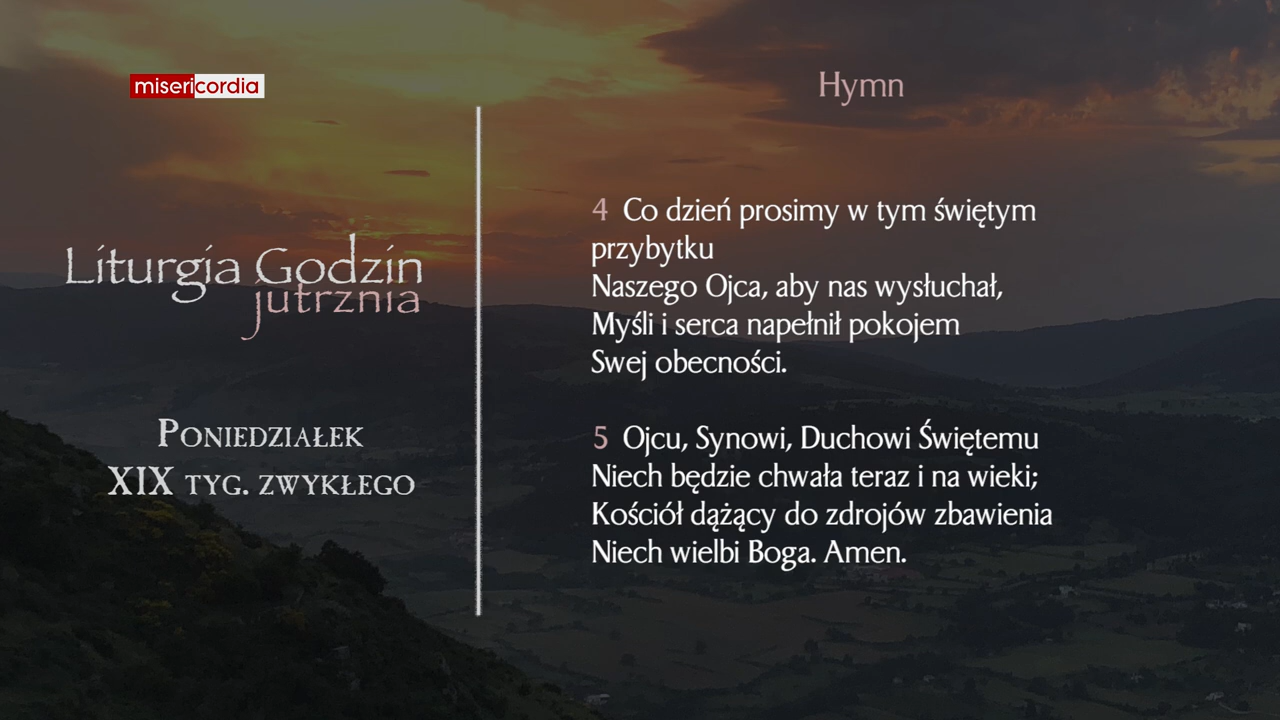 misericordia
Liturgia Godzin
jutrznia
Poniedziałek
XIX tyg. zwykłego
Hymn
4 Co dzień prosimy w tym świętym
przybytku
Naszego Ojca, aby nas wysłuchał,
Myśli i serca napełnił pokojem
Swej obecności.
5 Ojcu, Synowi, Duchowi Świętemu
Niech będzie chwała teraz i na wieki;
Kościół dążący do zdrojów zbawienia
Niech wielbi Boga. Amen.